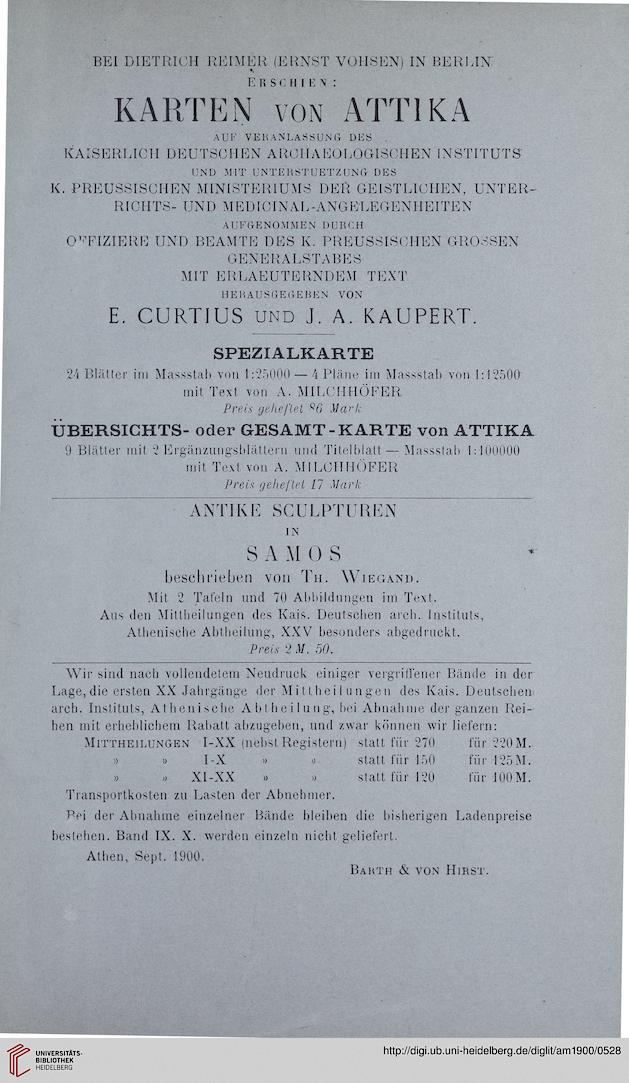 BEI DIETRICH REIMER (ERNST VOHSEN) IN BERLIN
ERSCHIEN:
KARTEN VON ATTIKA
AUF VERANLASSUNG DES
KAISERLICH DEUTSCHEN ARCHAEOLOGISCHEN INSTITUTS
UND MIT UNTERSTUETZUNG DES
K. PREUSSISCHEN MINISTERIUMS DER GEISTLICHEN, UNTER-
RICHTS- UND MEDICINAL-ANGELEGENHEITEN
AUFGENOMMEN DURCH
OFFIZIERE UND BEAMTE DES K. PREUSSISCHEN GROSSEN
GENERALSTABES
MIT ERLAEUTERNDEM TEXT
HERAUSGEGEBEN VON
E. CURTIUS UND J. A. KAUPERT.
SPEZIALKARTE
24 Blätter im Massstab von 1:25000 — 4 Pläne im Massstab von 1:12500
mit Text von A. MILCHHÖFER
Preis geheftet 86 Mark
ÜBERSICHTS- oder GESAMT-KARTE von ATTIKA
9 Blätter mit 2 Ergänzungsblättern und Titelblatt — Massstab 1:100000
mit Text von A. MILCHHÖFER
Preis geheftet 17 Mark
ANTIKE SCULPTUREN
IN
SAMOS
beschrieben von TH. WIEGAND.
Mit 2 Tafeln und 70 Abbildungen im Text.
Aus den Mittheilungen des Kais. Deutschen arch. Instituts,
Athenische Abtheilung, XXV besonders abgedruckt.
Preis 2 M. 50.
Wir sind nach vollendetem Neudruck einiger vergriffener Bände in der
Lage, die ersten XX Jahrgänge der Mittheilungen des Kais. Deutschen
arch. Instituts, Athenische Abtheilung, bei Abnahme der ganzen Rei-
hen mit erheblichem Rabatt abzugeben, und zwar können wir liefern:
MITTHEILUNGEN I-XX (nebst Registern) statt für 270 für 220 M.
» » I-X » » statt für 150 für 125 M.
» » XI-XX » » statt für 120 für 100 M.
Transportkosten zu Lasten der Abnehmer.
Bei der Abnahme einzelner Bände bleiben die bisherigen Ladenpreise
bestehen. Band IX. X. werden einzeln nicht geliefert.
Athen, Sept. 1900.
BARTH & VON HIRST.
UNIVERSITÄTS-
BIBLIOTHEK
HEIDELBERG
http://digi.ub.uni-heidelberg.de/diglit/am1900/0528